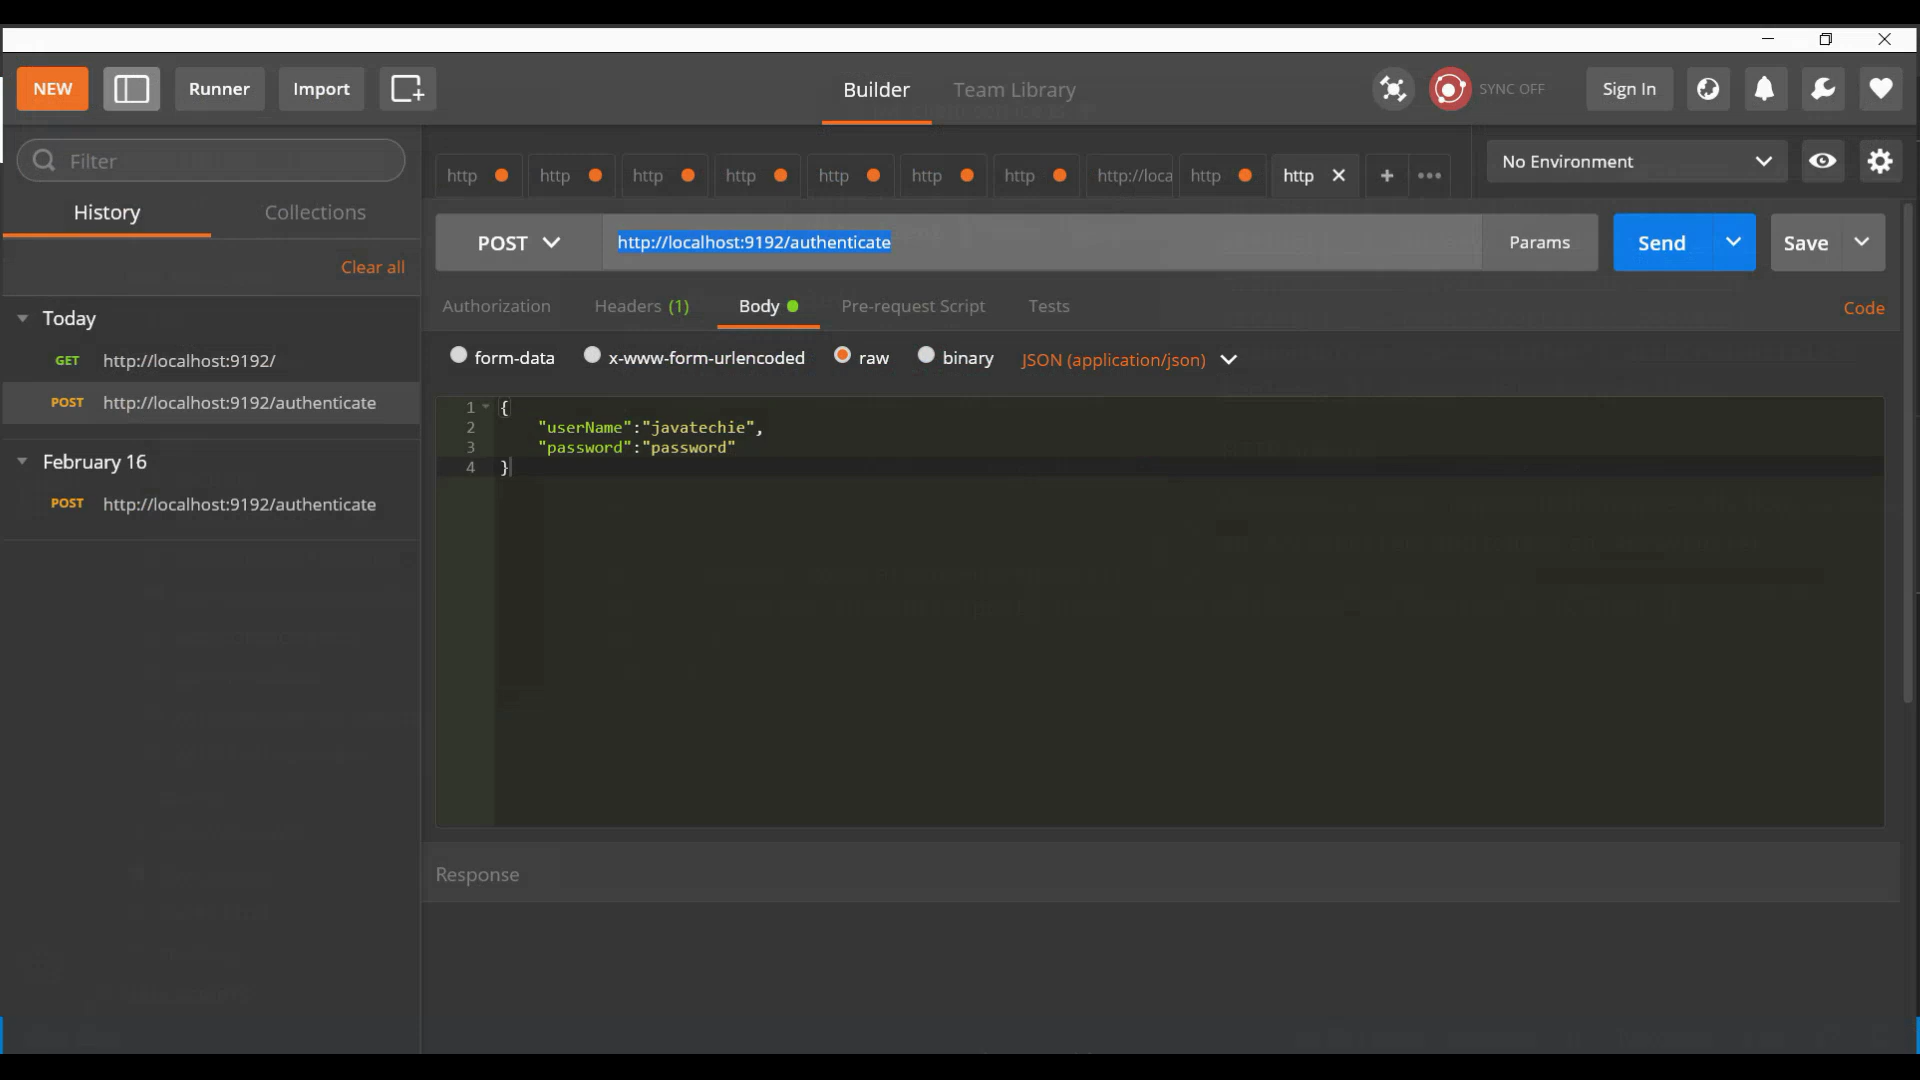 NEW Runner Import Builder Team Library SYNC OFF Sign In
Filter
http http http http http http http http://loca http http No Environment
History Collections
POST http://localhost:9192/authenticate Params Send Save
Clear all
Authorization Headers (1) Body Pre-request Script Tests Code
Today
GET http://localhost:9192/
POST http://localhost:9192/authenticate
February 16
POST http://localhost:9192/authenticate
form-data x-www-form-urlencoded raw binary JSON (application/json)
1 {
2 "userName":"javatechie",
3 "password":"password"
4 }
Response